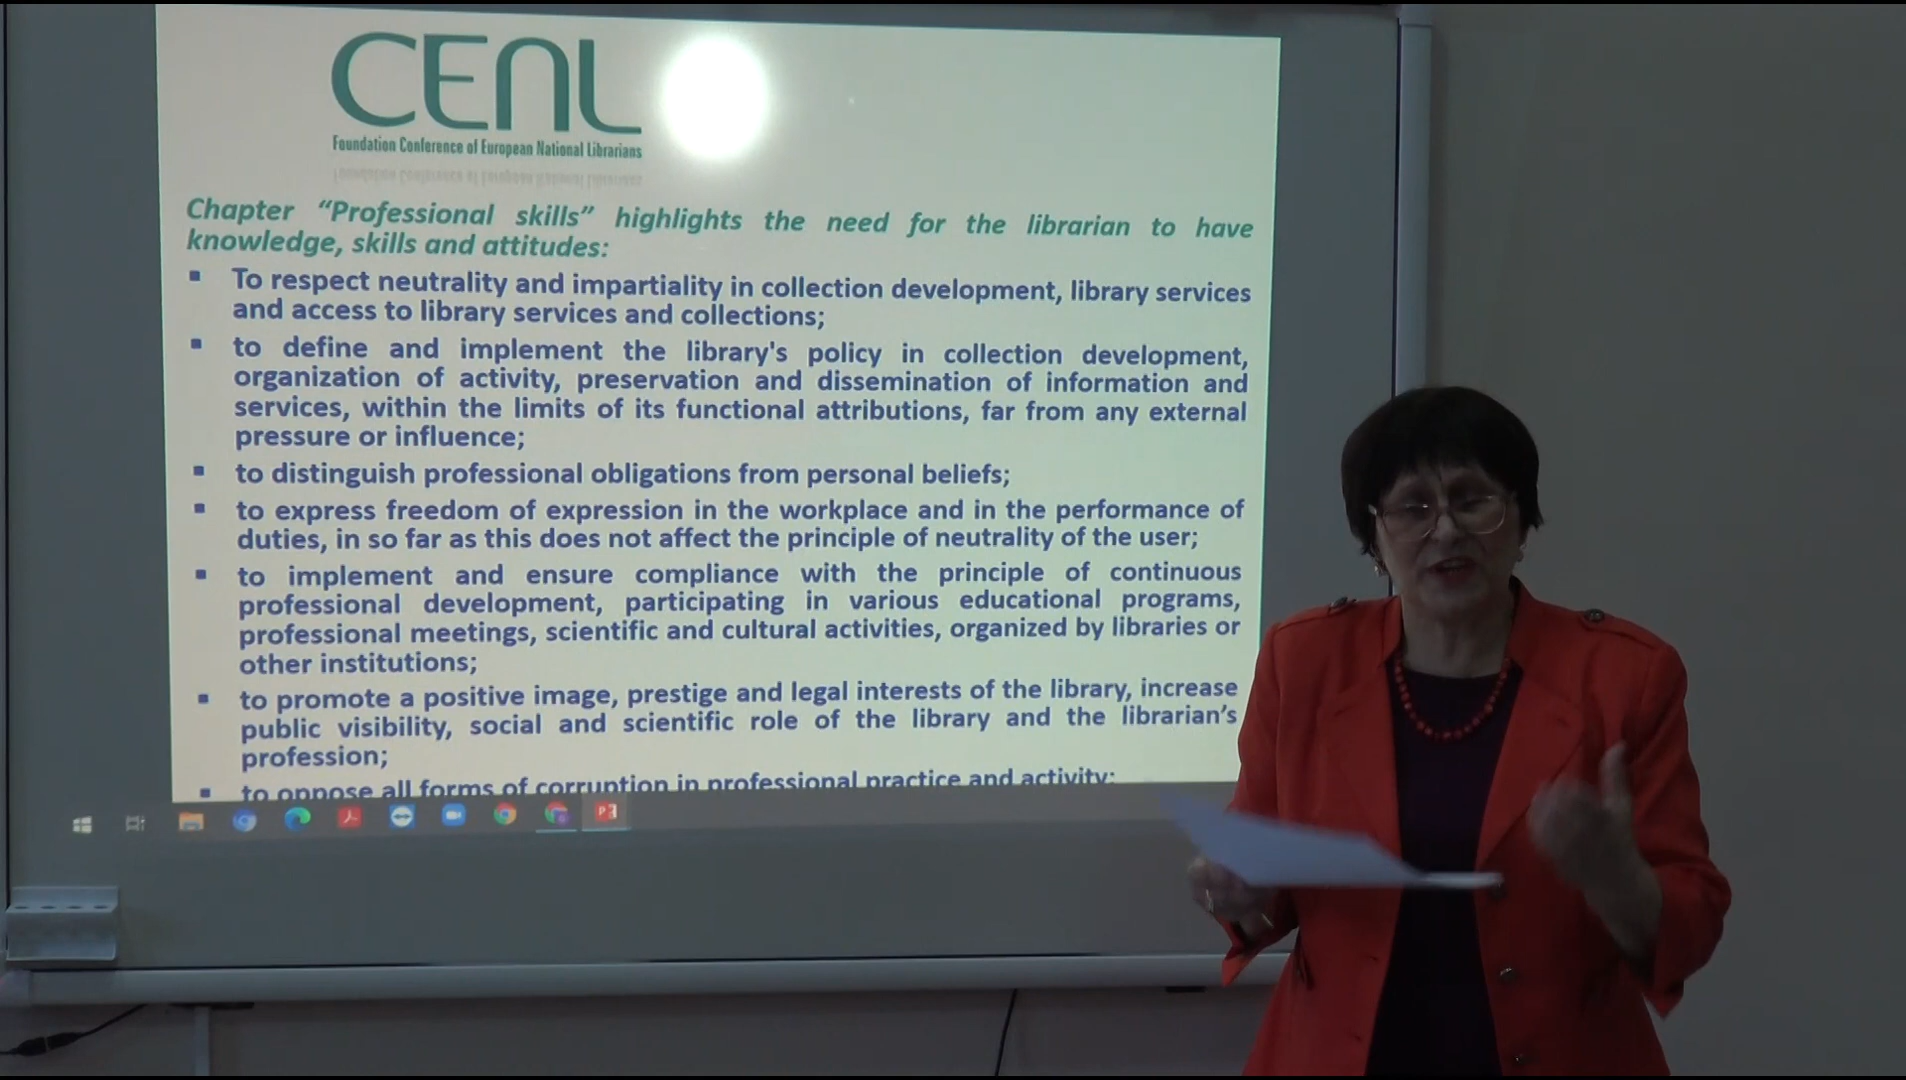 CENL
Foundation Conference of European National Librarians
Chapter “Professional skills” highlights the need for the librarian to have
knowledge, skills and attitudes:
▪ To respect neutrality and impartiality in collection development, library services
and access to library services and collections;
▪ to define and implement the library's policy in collection development,
organization of activity, preservation and dissemination of information and
services, within the limits of its functional attributions, far from any external
pressure or influence;
▪ to distinguish professional obligations from personal beliefs;
▪ to express freedom of expression in the workplace and in the performance of
duties, in so far as this does not affect the principle of neutrality of the user;
▪ to implement and ensure compliance with the principle of continuous
professional development, participating in various educational programs,
professional meetings, scientific and cultural activities, organized by libraries or
other institutions;
▪ to promote a positive image, prestige and legal interests of the library, increase
public visibility, social and scientific role of the library and the librarian’s
profession;
▪ to oppose all forms of corruption in professional practice and activity;